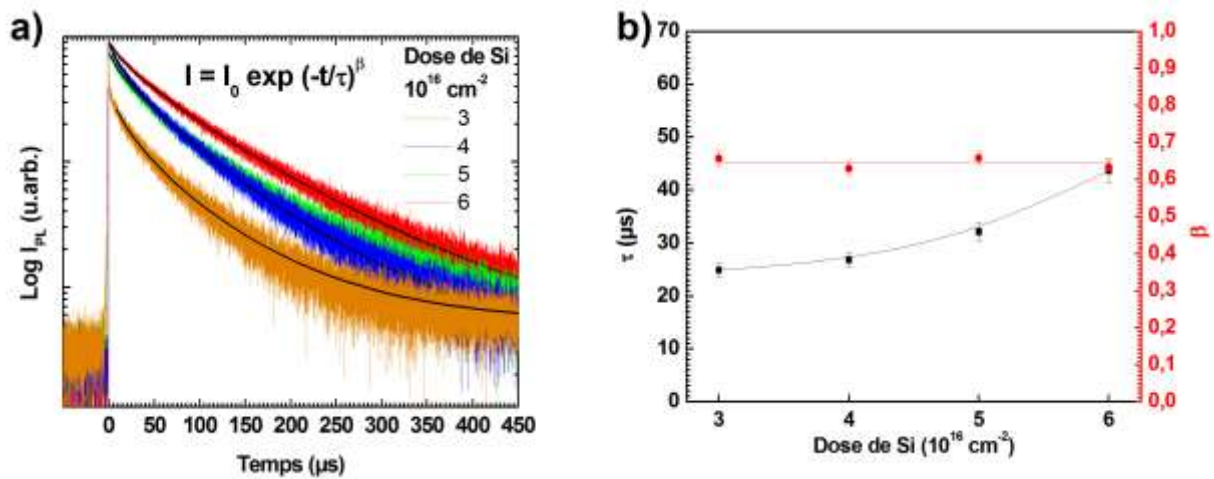 a)
I = I₀ exp (-t/τ)^β
Dose de Si
10¹⁶ cm⁻²
3
4
5
6
Log I_PL (u.arb.)
0 50 100 150 200 250 300 350 400 450
Temps (µs)
b)
70
60
50
40
30
20
10
0
τ (µs)
1,0
0,9
0,8
0,7
0,6
0,5
0,4
0,3
0,2
0,1
0,0
β
3 4 5 6
Dose de Si (10¹⁶ cm⁻²)